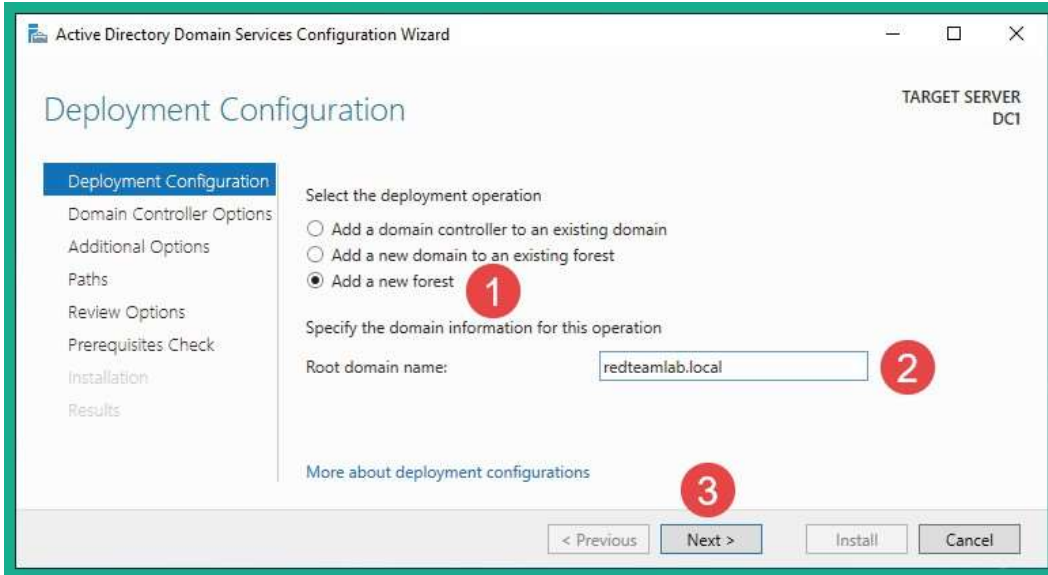 Active Directory Domain Services Configuration Wizard
Deployment Configuration
TARGET SERVER
DC1
Deployment Configuration
Domain Controller Options
Additional Options
Paths
Review Options
Prerequisites Check
Installation
Results
Select the deployment operation
Add a domain controller to an existing domain
Add a new domain to an existing forest
Add a new forest
1
Specify the domain information for this operation
Root domain name: redteamlab.local
2
More about deployment configurations
3
< Previous Next > Install Cancel